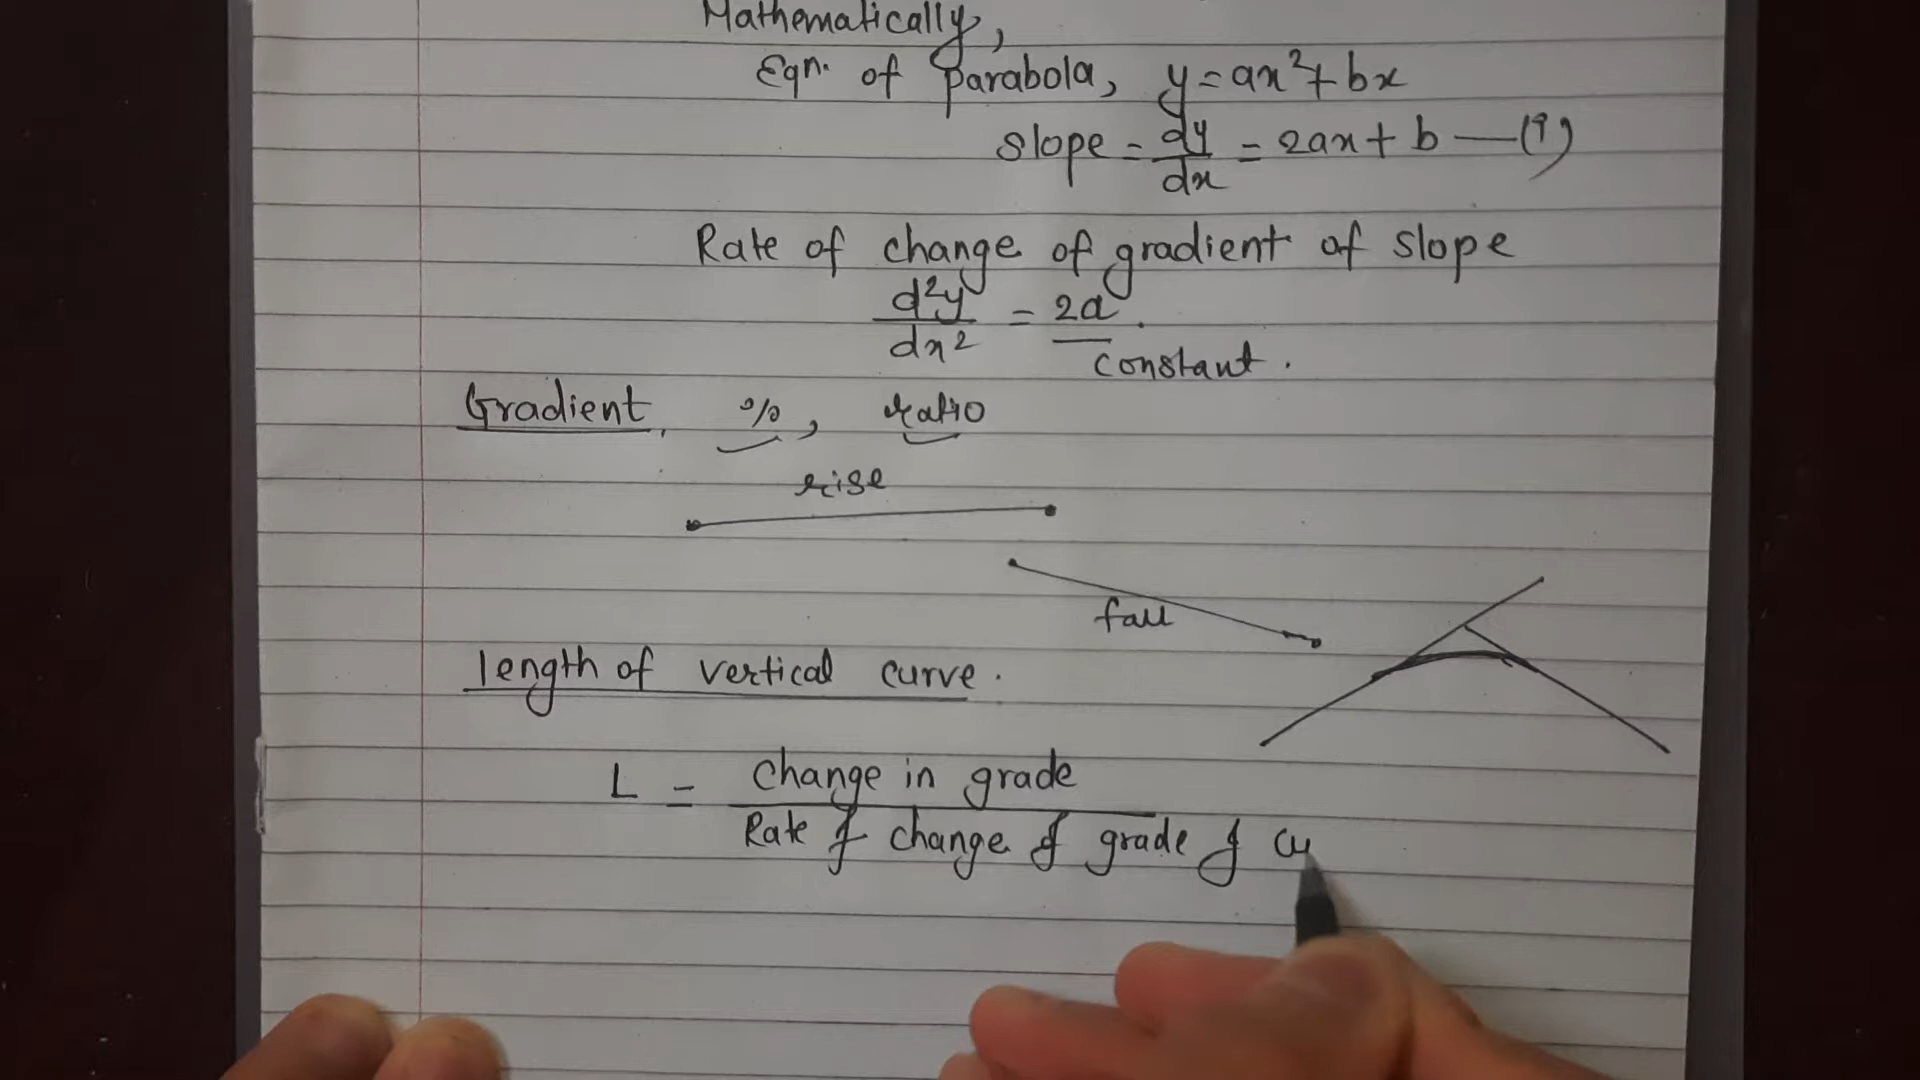 Mathematically,
Eqn. of parabola, y = ax²+ bx
slope = dy/dx = 2ax + b —(i)
Rate of change of gradient of slope
d²y/dx² = 2a.
constant.
Gradient, %, ratio
rise
fall
length of vertical curve.
L = Change in grade / Rate of change of grade of cu